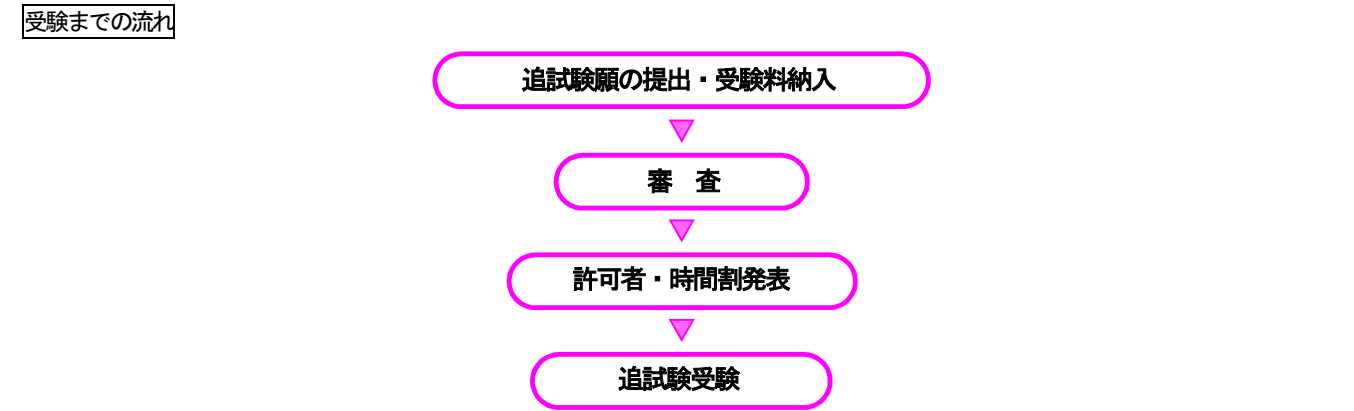 受験までの流れ
追試験願の提出・受験料納入
審　査
許可者・時間割発表
追試験受験